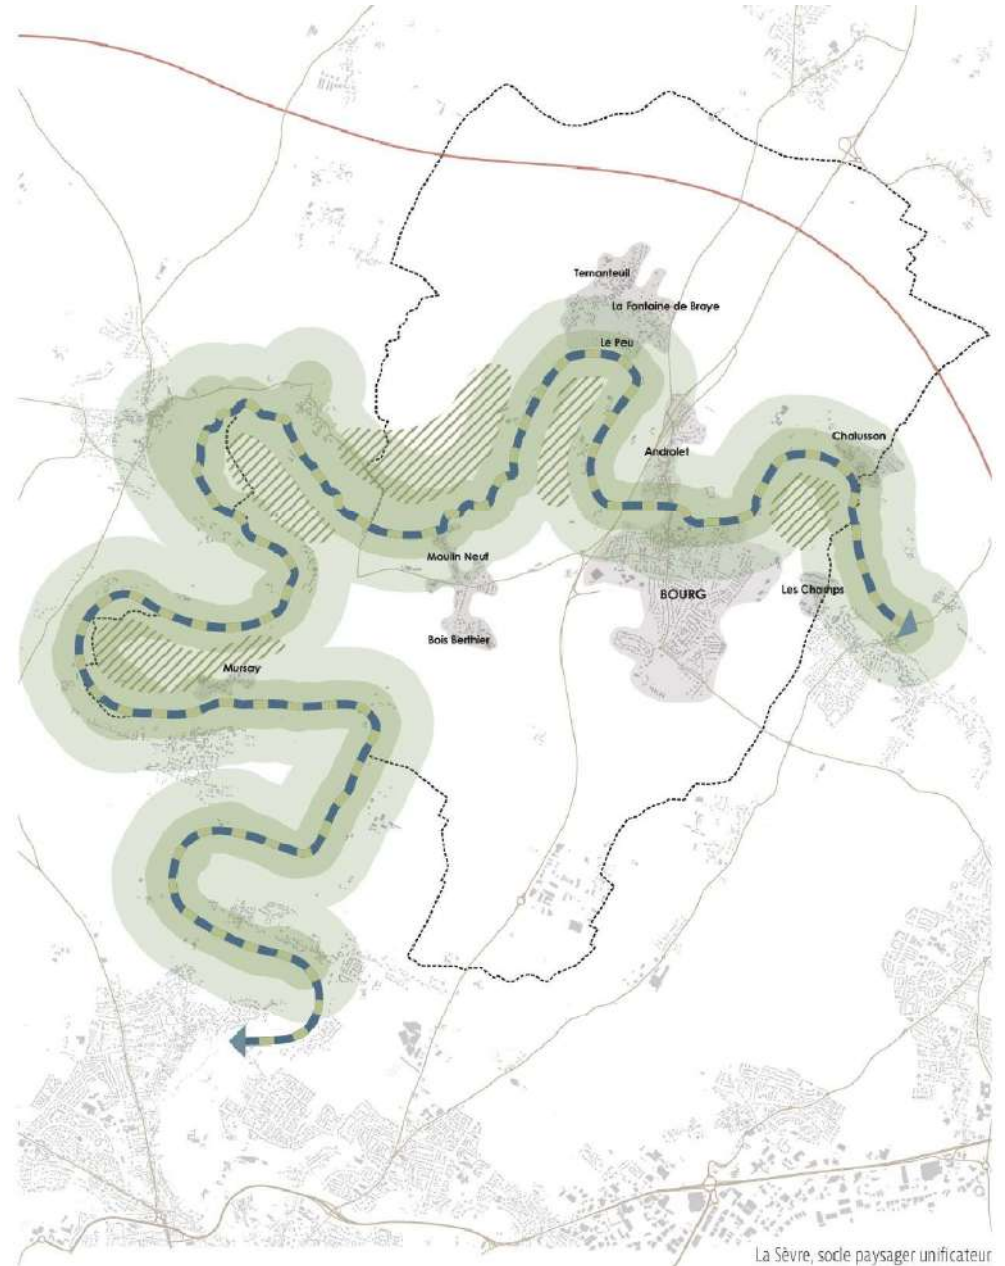 Ternanteuil
La Fontaine de Braye
Le Peu
Chalusson
Androlet
Moulin Neuf
BOURG
Les Champs
Bois Berthier
Mursay
La Sèvre, socle paysager unificateur